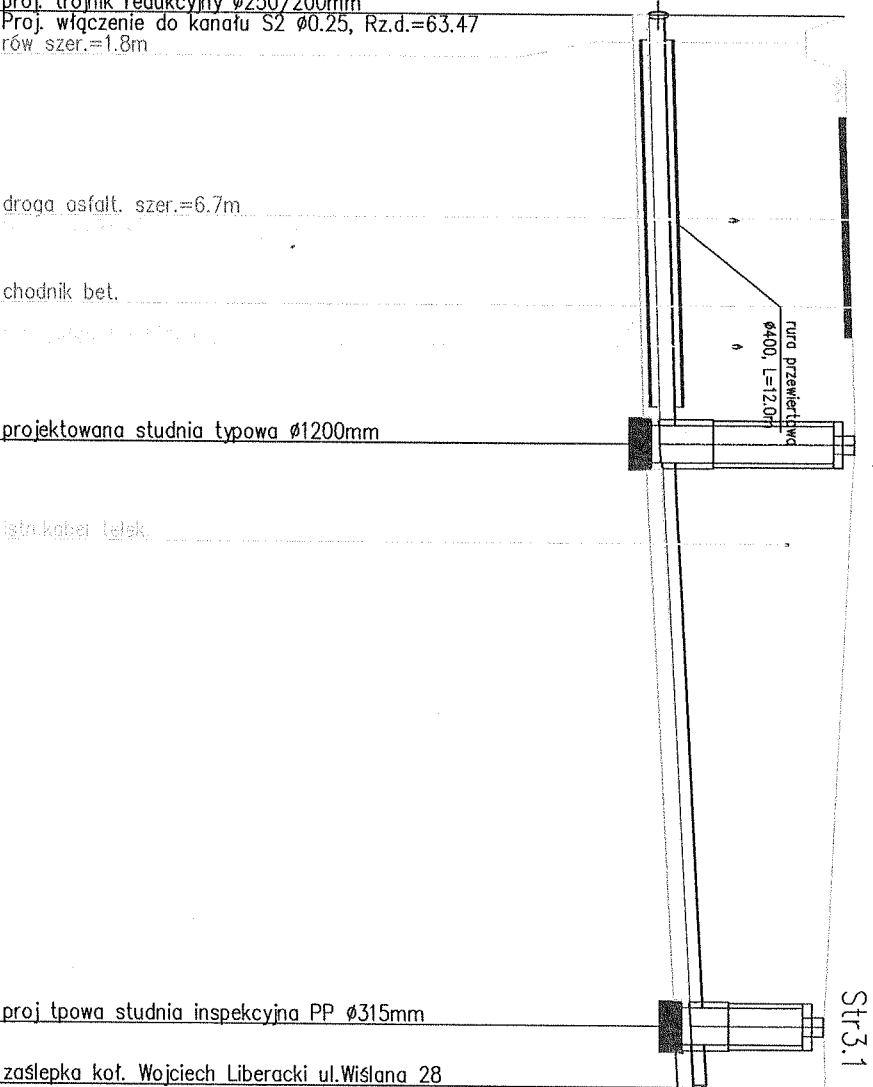 proj. trójnik redukcyjny ø250/200mm
Proj. włączenie do kanału S2 ø0.25, Rz.d.=63.47
rów szer.=1.8m
droga asfalt. szer.=6.7m
chodnik bet.
rura przewiertowa
ø400, L=12.0m
projektowana studnia typowa ø1200mm
istn.kabel telek.
proj tpowa studnia inspekcyjna PP ø315mm
Str3.1
zaślepka koł. Wojciech Liberacki ul.Wiślana 28